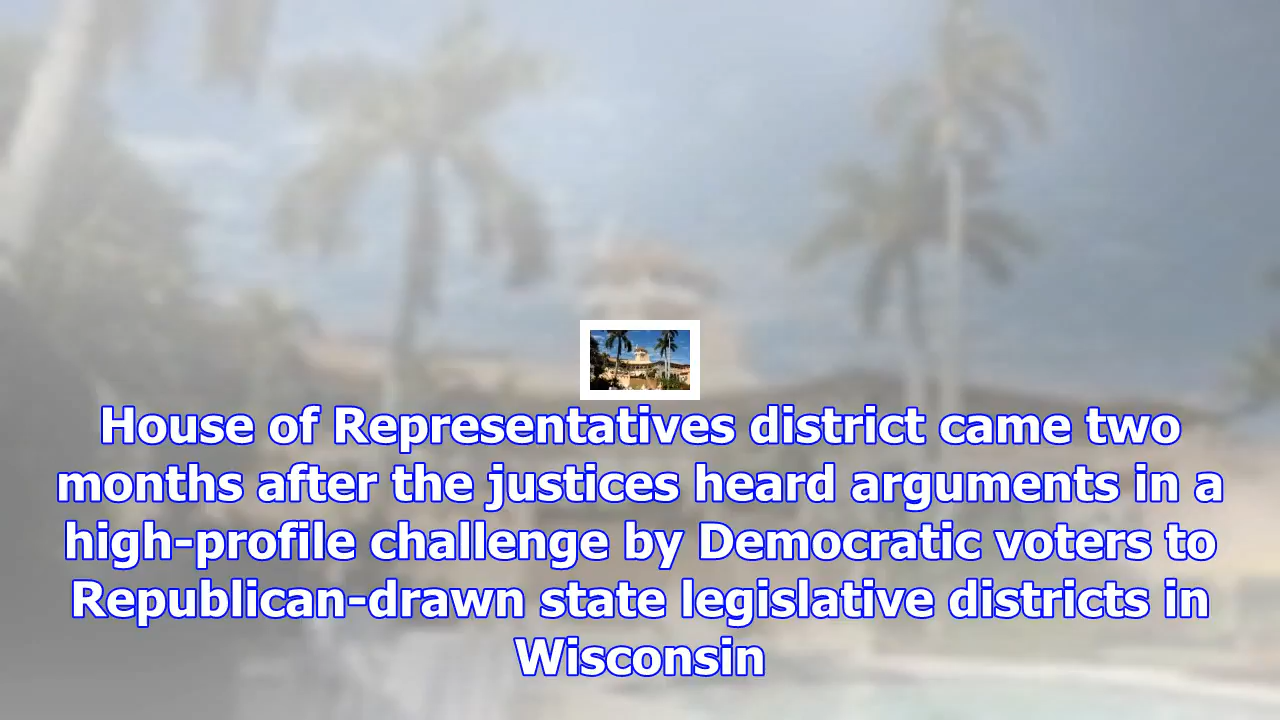 House of Representatives district came two
months after the justices heard arguments in a
high-profile challenge by Democratic voters to
Republican-drawn state legislative districts in
Wisconsin